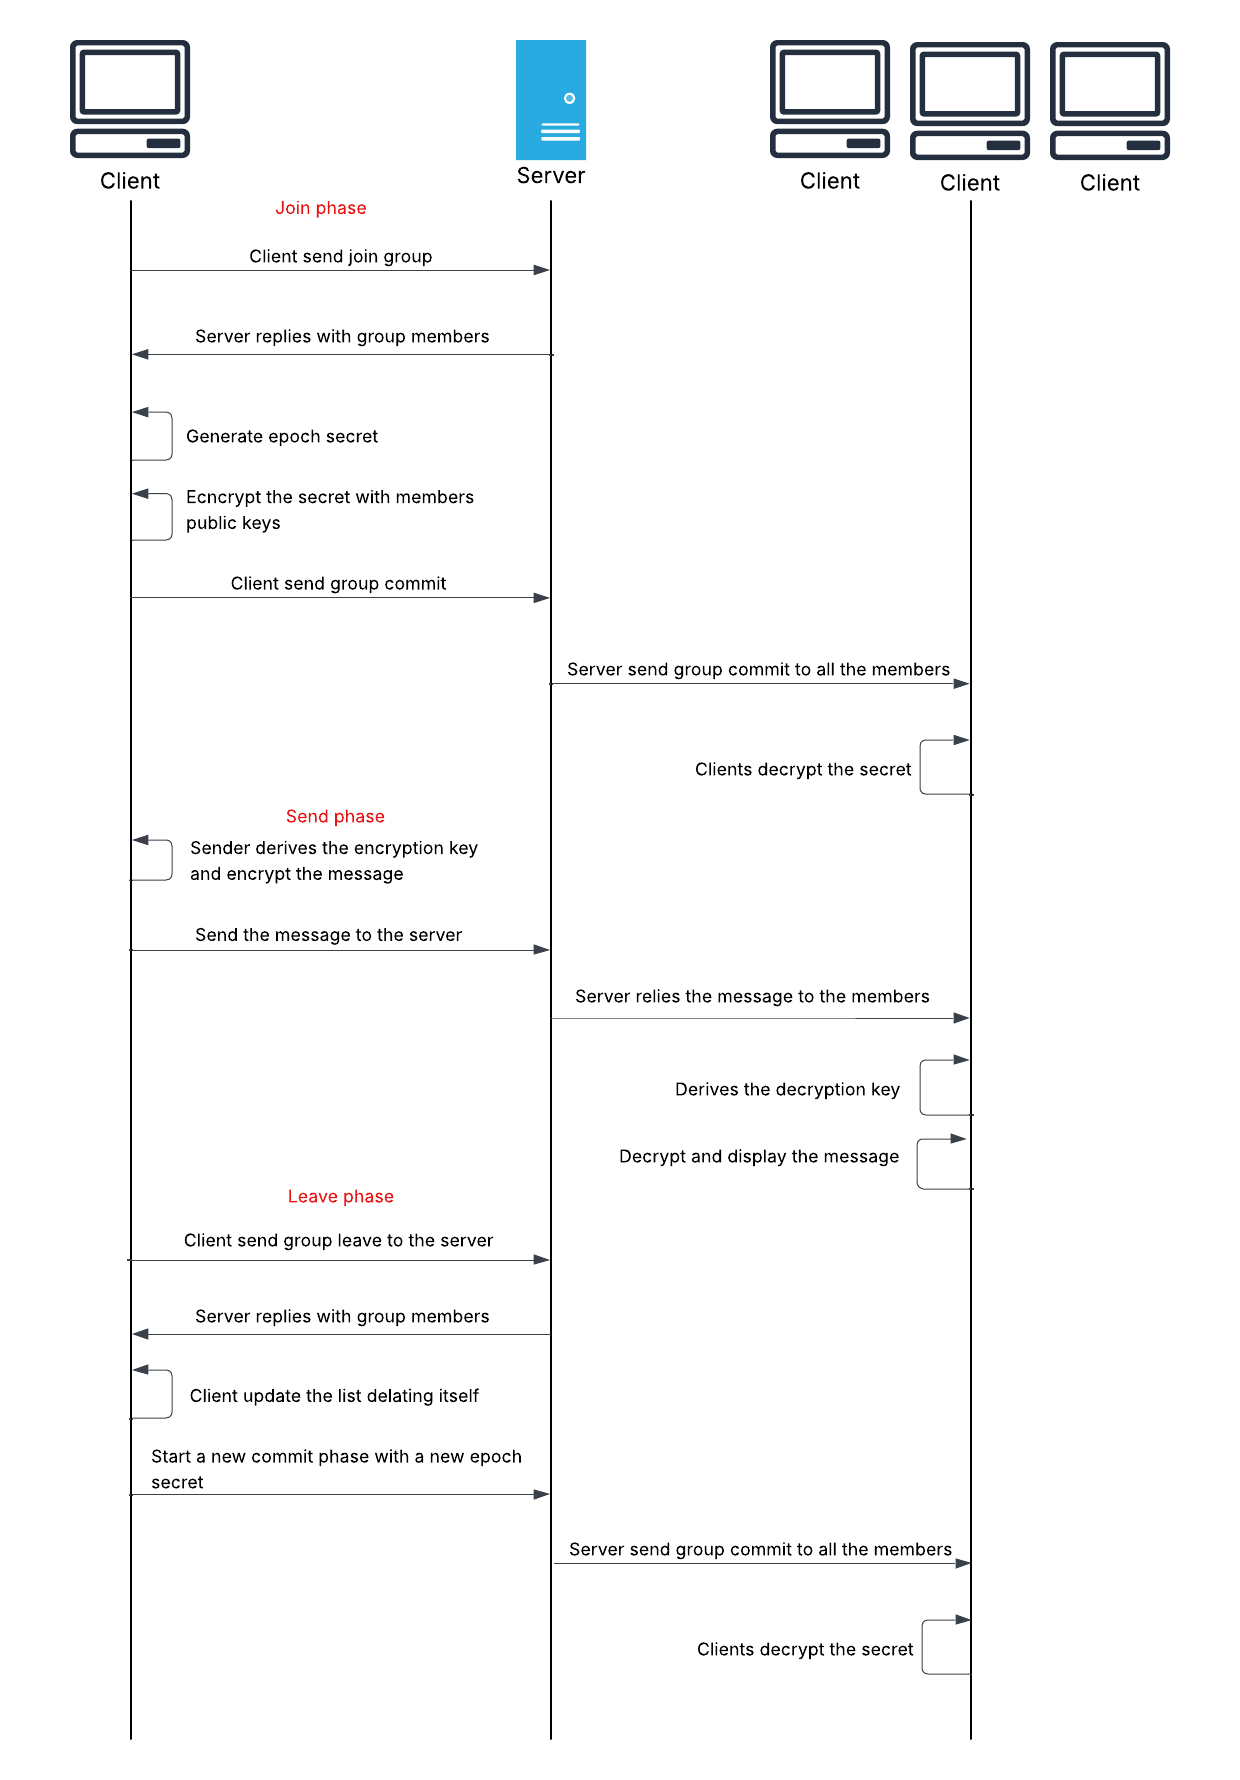 Client
Server
Client
Client
Client
Join phase
Client send join group
Server replies with group members
Generate epoch secret
Ecncrypt the secret with members
public keys
Client send group commit
Server send group commit to all the members
Clients decrypt the secret
Send phase
Sender derives the encryption key
and encrypt the message
Send the message to the server
Server relies the message to the members
Derives the decryption key
Decrypt and display the message
Leave phase
Client send group leave to the server
Server replies with group members
Client update the list delating itself
Start a new commit phase with a new epoch
secret
Server send group commit to all the members
Clients decrypt the secret